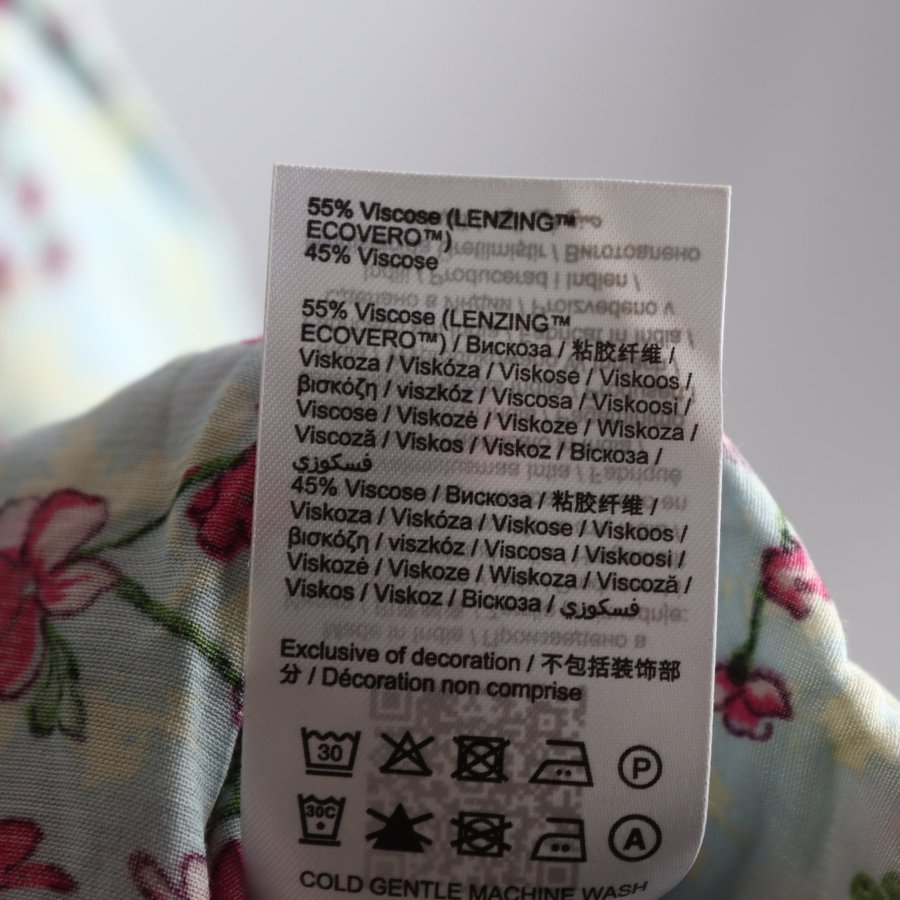 55% Viscose (LENZING™
ECOVERO™)
45% Viscose
55% Viscose (LENZING™
ECOVERO™) / Вискоза / 粘胶纤维 /
Viskoza / Viskóza / Viskose / Viskoos /
βισκόζη / viszkóz / Viscosa / Viskoosi /
Viscose / Viskozė / Viskoze / Wiskoza /
Viscoză / Viskos / Viskoz / Віскоза /
فسكوزي
45% Viscose / Вискоза / 粘胶纤维 /
Viskoza / Viskóza / Viskose / Viskoos /
βισκόζη / viszkóz / Viscosa / Viskoosi /
Viskozė / Viskoze / Wiskoza / Viscoză /
Viskos / Viskoz / Віскоза / فسكوزي
Exclusive of decoration / 不包括装饰部
分 / Décoration non comprise
30 P
30C A
COLD GENTLE MACHINE WASH